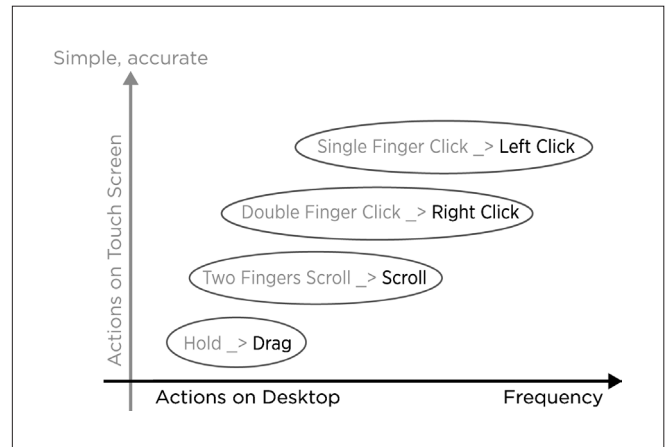 Simple, accurate
Actions on Touch Screen
Single Finger Click _> Left Click
Double Finger Click _> Right Click
Two Fingers Scroll _> Scroll
Hold _> Drag
Actions on Desktop
Frequency